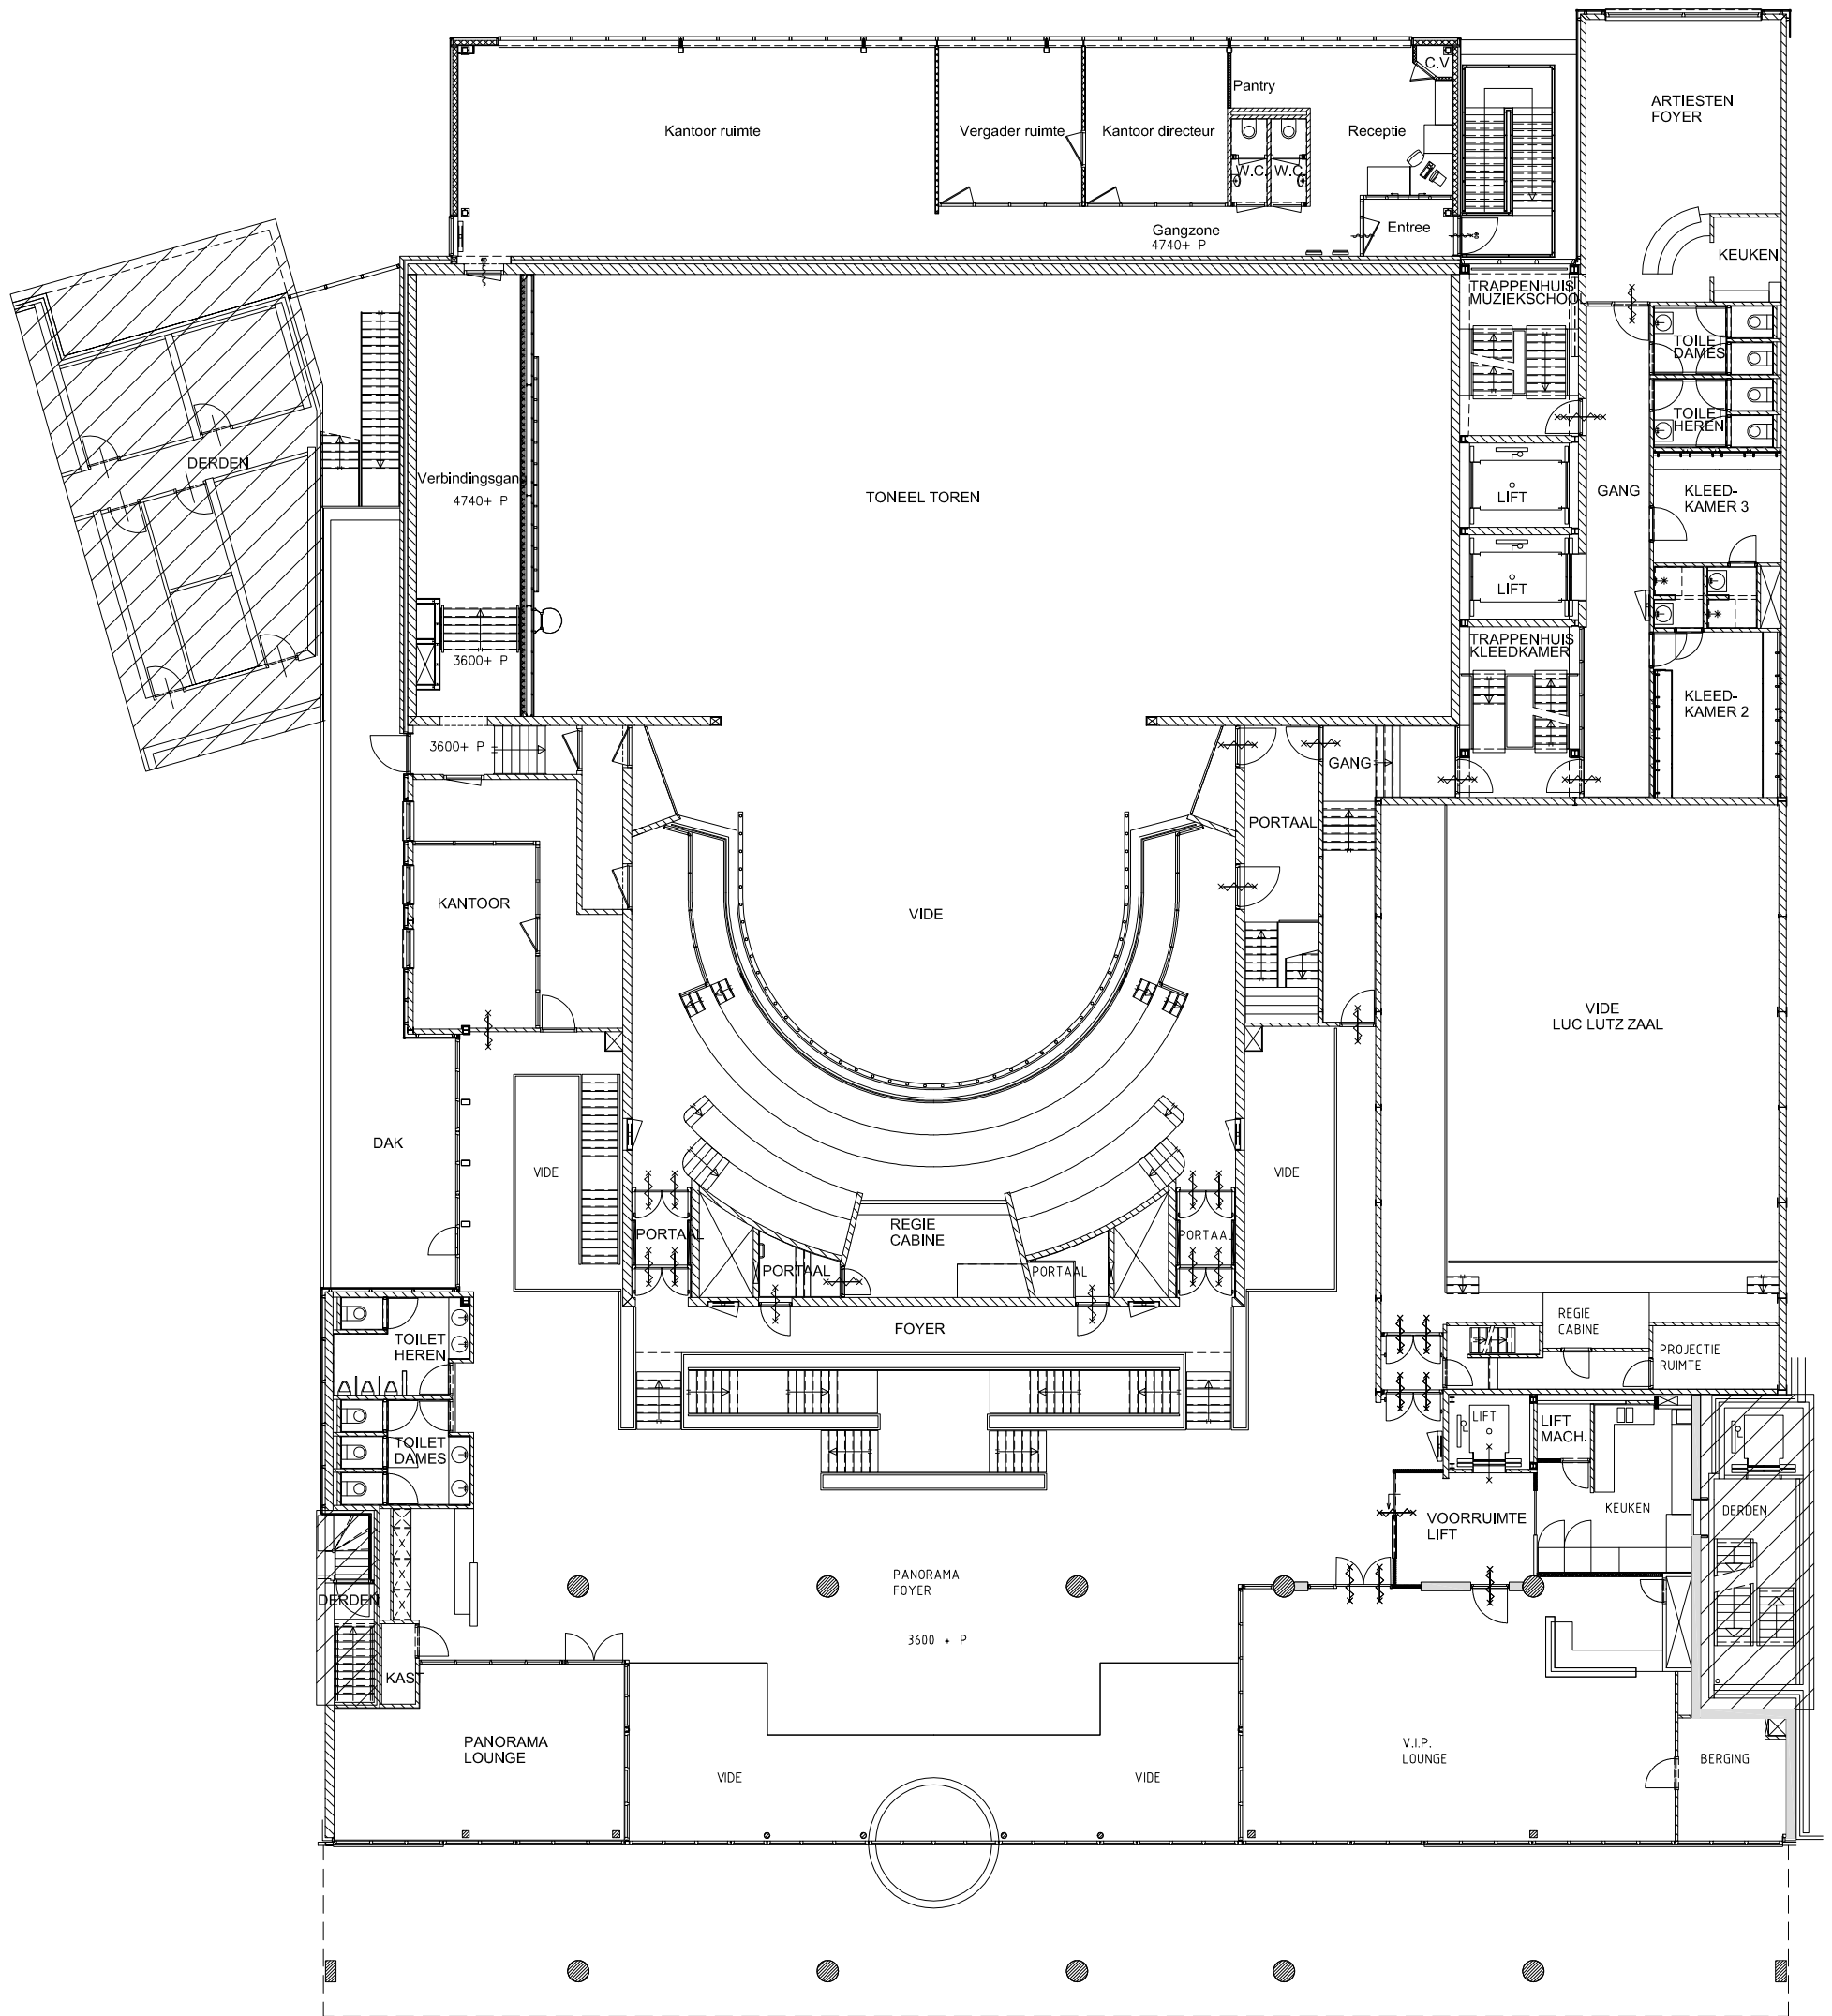 C.V
Pantry
ARTIESTEN
FOYER
Kantoor ruimte
Vergader ruimte
Kantoor directeur
Receptie
W.C.
W.C.
Gangzone
4740+ P
Entree
KEUKEN
TRAPPENHUIS
MUZIEKSCHOO
TOILET
DAMES
TOILET
HEREN
DERDEN
Verbindingsgang
4740+ P
TONEEL TOREN
LIFT
GANG
KLEED-
KAMER 3
LIFT
TRAPPENHUIS
KLEEDKAMER
3600+ P
KLEED-
KAMER 2
3600+ P
GANG
PORTAAL
KANTOOR
VIDE
VIDE
LUC LUTZ ZAAL
DAK
VIDE
VIDE
REGIE
CABINE
PORTAAL
PORTAAL
PORTAAL
PORTAAL
FOYER
REGIE
CABINE
TOILET
HEREN
PROJECTIE
RUIMTE
LIFT
LIFT
MACH.
TOILET
DAMES
VOORRUIMTE
LIFT
KEUKEN
DERDEN
PANORAMA
FOYER
DERDEN
3600 + P
KAST
PANORAMA
LOUNGE
VIDE
VIDE
V.I.P.
LOUNGE
BERGING